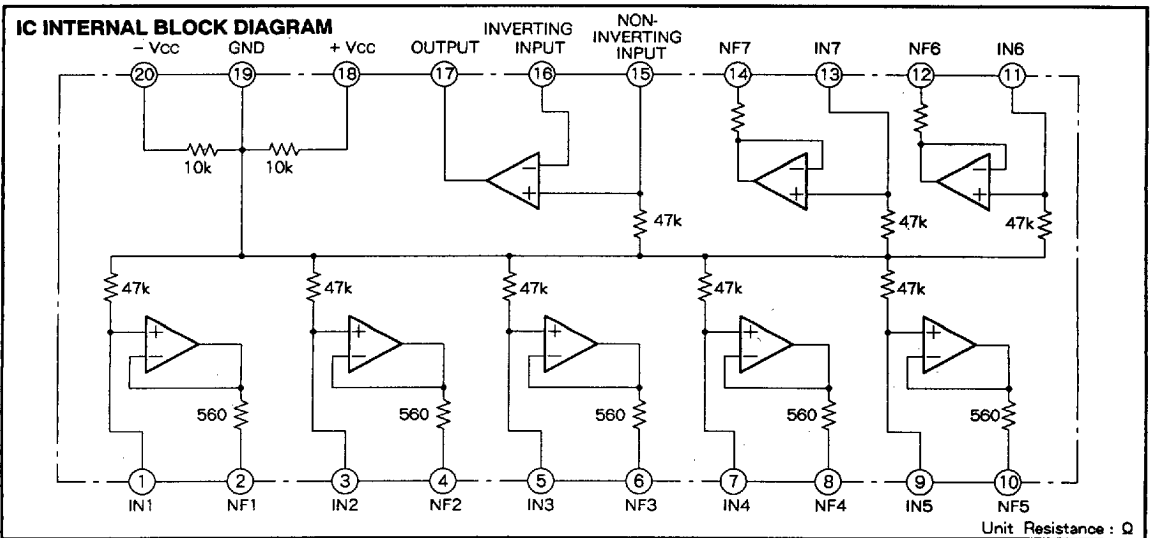 IC INTERNAL BLOCK DIAGRAM
− Vcc GND + Vcc OUTPUT INVERTING INPUT NON-INVERTING INPUT NF7 IN7 NF6 IN6
20 19 18 17 16 15 14 13 12 11
10k 10k
− − −
+ + +
47k 47k 47k
47k 47k 47k 47k 47k
+ + + + +
− − − − −
560 560 560 560 560
1 2 3 4 5 6 7 8 9 10
IN1 NF1 IN2 NF2 IN3 NF3 IN4 NF4 IN5 NF5
Unit Resistance : Ω